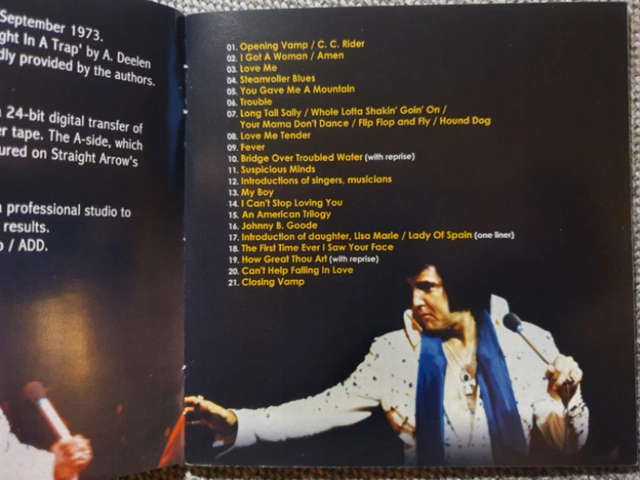 September 1973.
ght In A Trap' by A. Deelen
dly provided by the authors.
24-bit digital transfer of
er tape. The A-side, which
ured on Straight Arrow's
professional studio to
results.
/ ADD.
01. Opening Vamp / C. C. Rider
02. I Got A Woman / Amen
03. Love Me
04. Steamroller Blues
05. You Gave Me A Mountain
06. Trouble
07. Long Tall Sally / Whole Lotta Shakin' Goin' On /
Your Mama Don't Dance / Flip Flop and Fly / Hound Dog
08. Love Me Tender
09. Fever
10. Bridge Over Troubled Water (with reprise)
11. Suspicious Minds
12. Introductions of singers, musicians
13. My Boy
14. I Can't Stop Loving You
15. An American Trilogy
16. Johnny B. Goode
17. Introduction of daughter, Lisa Marie / Lady Of Spain (one liner)
18. The First Time Ever I Saw Your Face
19. How Great Thou Art (with reprise)
20. Can't Help Falling In Love
21. Closing Vamp